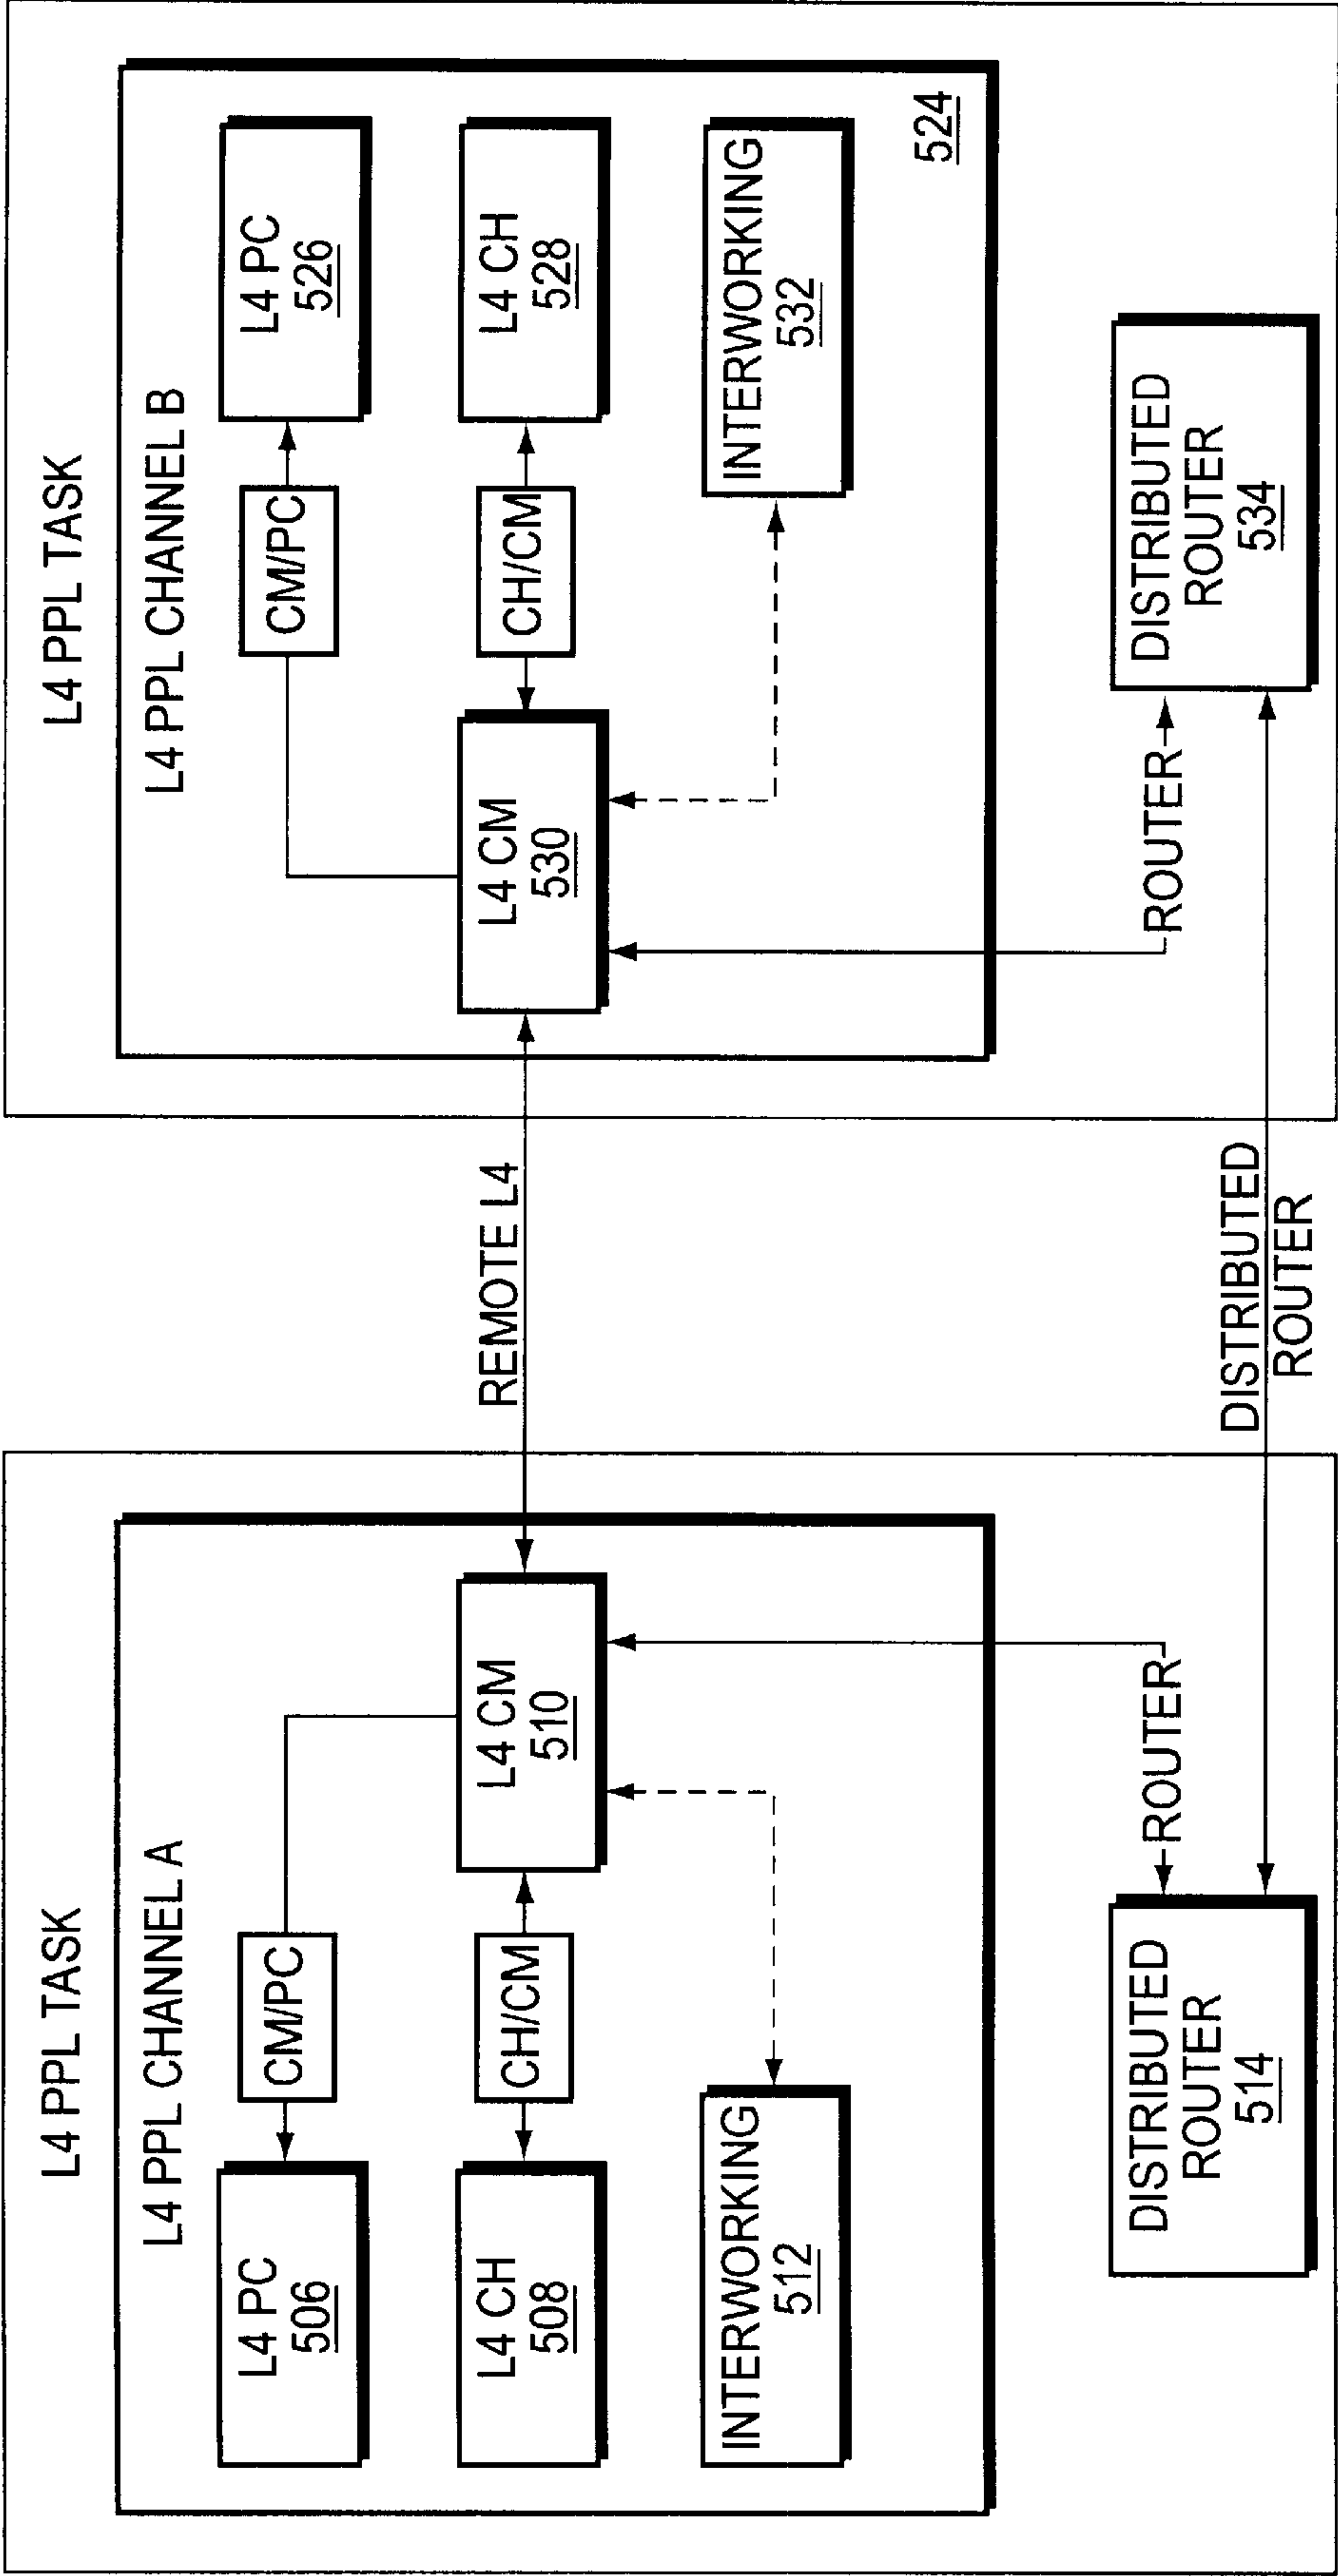 L4 PPL TASK
L4 PPL CHANNEL A
L4 PC
506
CM/PC
L4 CH
508
CH/CM
L4 CM
510
INTERWORKING
512
DISTRIBUTED
ROUTER
514
ROUTER
REMOTE L4
DISTRIBUTED
ROUTER
L4 PPL TASK
L4 PPL CHANNEL B
CM/PC
L4 PC
526
L4 CM
530
CH/CM
L4 CH
528
INTERWORKING
532
524
ROUTER
DISTRIBUTED
ROUTER
534